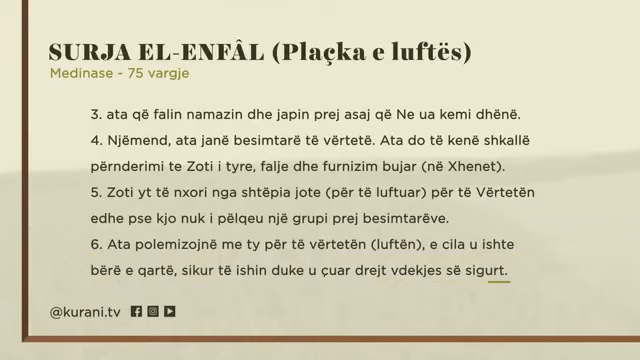 SURJA EL-ENFÂL (Plaçka e luftës)
Medinase - 75 vargje
3. ata që falin namazin dhe japin prej asaj që Ne ua kemi dhënë.
4. Njëmend, ata janë besimtarë të vërtetë. Ata do të kenë shkallë
përnderimi te Zoti i tyre, falje dhe furnizim bujar (në Xhenet).
5. Zoti yt të nxori nga shtëpia jote (për të luftuar) për të Vërtetën
edhe pse kjo nuk i pëlqeu një grupi prej besimtarëve.
6. Ata polemizojnë me ty për të vërtetën (luftën), e cila u ishte
bërë e qartë, sikur të ishin duke u çuar drejt vdekjes së sigurt.
@kurani.tv